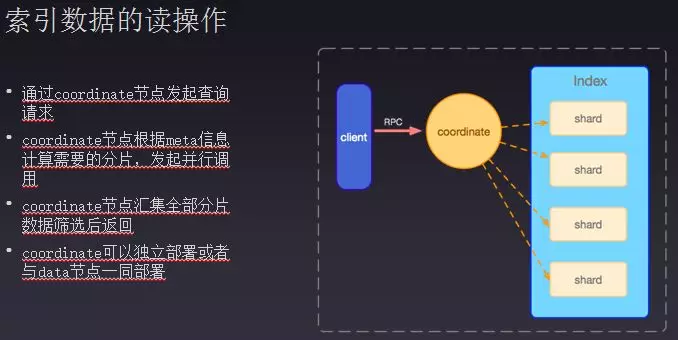 索引数据的读操作
• 通过coordinate节点发起查询
请求
• coordinate节点根据meta信息
计算需要的分片，发起并行调
用
• coordinate节点汇集全部分片
数据筛选后返回
• coordinate可以独立部署或者
与data节点一同部署
client
RPC
coordinate
Index
shard
shard
shard
shard